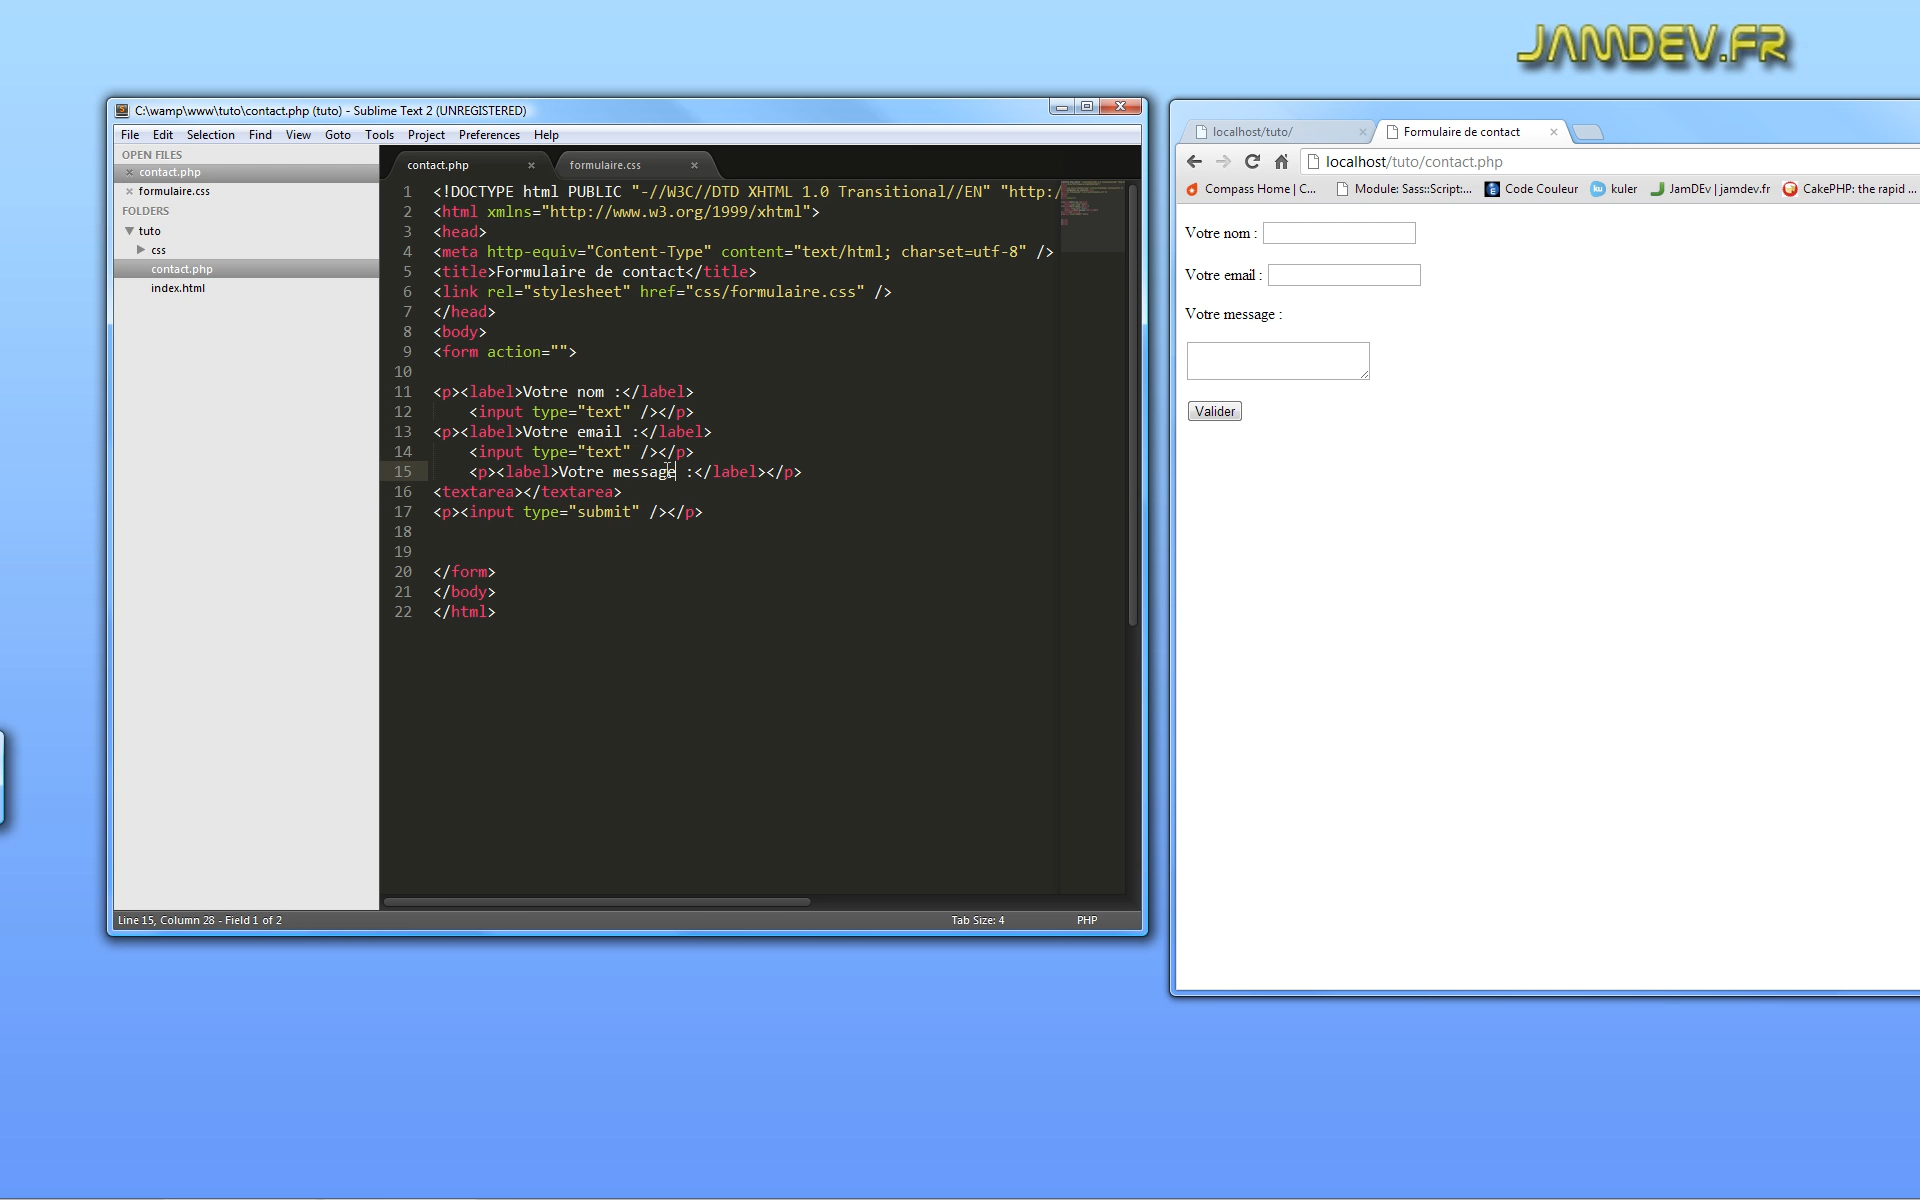 JAMDEV.FR
C:\wamp\www\tuto\contact.php (tuto) - Sublime Text 2 (UNREGISTERED)
File Edit Selection Find View Goto Tools Project Preferences Help
OPEN FILES
contact.php
formulaire.css
FOLDERS
tuto
css
contact.php
index.html
contact.php formulaire.css
1 <!DOCTYPE html PUBLIC "-//W3C//DTD XHTML 1.0 Transitional//EN" "http:/
2 <html xmlns="http://www.w3.org/1999/xhtml">
3 <head>
4 <meta http-equiv="Content-Type" content="text/html; charset=utf-8" />
5 <title>Formulaire de contact</title>
6 <link rel="stylesheet" href="css/formulaire.css" />
7 </head>
8 <body>
9 <form action="">
10
11 <p><label>Votre nom :</label>
12 <input type="text" /></p>
13 <p><label>Votre email :</label>
14 <input type="text" /></p>
15 <p><label>Votre message :</label></p>
16 <textarea></textarea>
17 <p><input type="submit" /></p>
18
19
20 </form>
21 </body>
22 </html>
Line 15, Column 28 - Field 1 of 2 Tab Size: 4 PHP
localhost/tuto/ Formulaire de contact
localhost/tuto/contact.php
Compass Home | C... Module: Sass::Script:... Code Couleur kuler JamDEv | jamdev.fr CakePHP: the rapid ...
Votre nom :
Votre email :
Votre message :
Valider